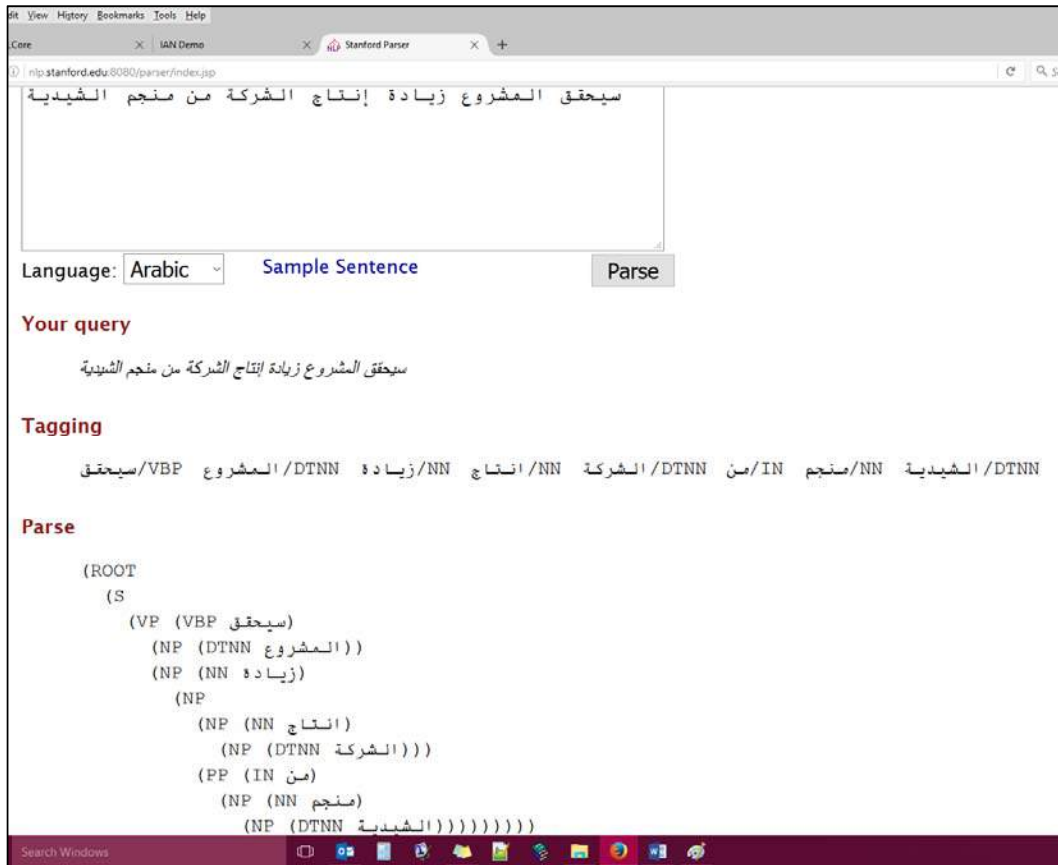 dit View History Bookmarks Tools Help
.Core IAN Demo Stanford Parser
nlp.stanford.edu:8080/parser/index.jsp
سيحقق المشروع زيادة إنتاج الشركة من منجم الشيدية
Language: Arabic Sample Sentence Parse
Your query
سيحقق المشروع زيادة إنتاج الشركة من منجم الشيدية
Tagging
سيحقق/VBP المشروع/DTNN زيادة/NN انتاج/NN الشركة/DTNN من/IN منجم/NN الشيدية/DTNN
Parse
(ROOT
(S
(VP (VBP سيحقق)
(NP (DTNN المشروع))
(NP (NN زيادة)
(NP
(NP (NN انتاج)
(NP (DTNN الشركة)))
(PP (IN من)
(NP (NN منجم)
(NP (DTNN الشيدية)))))))))
Search Windows